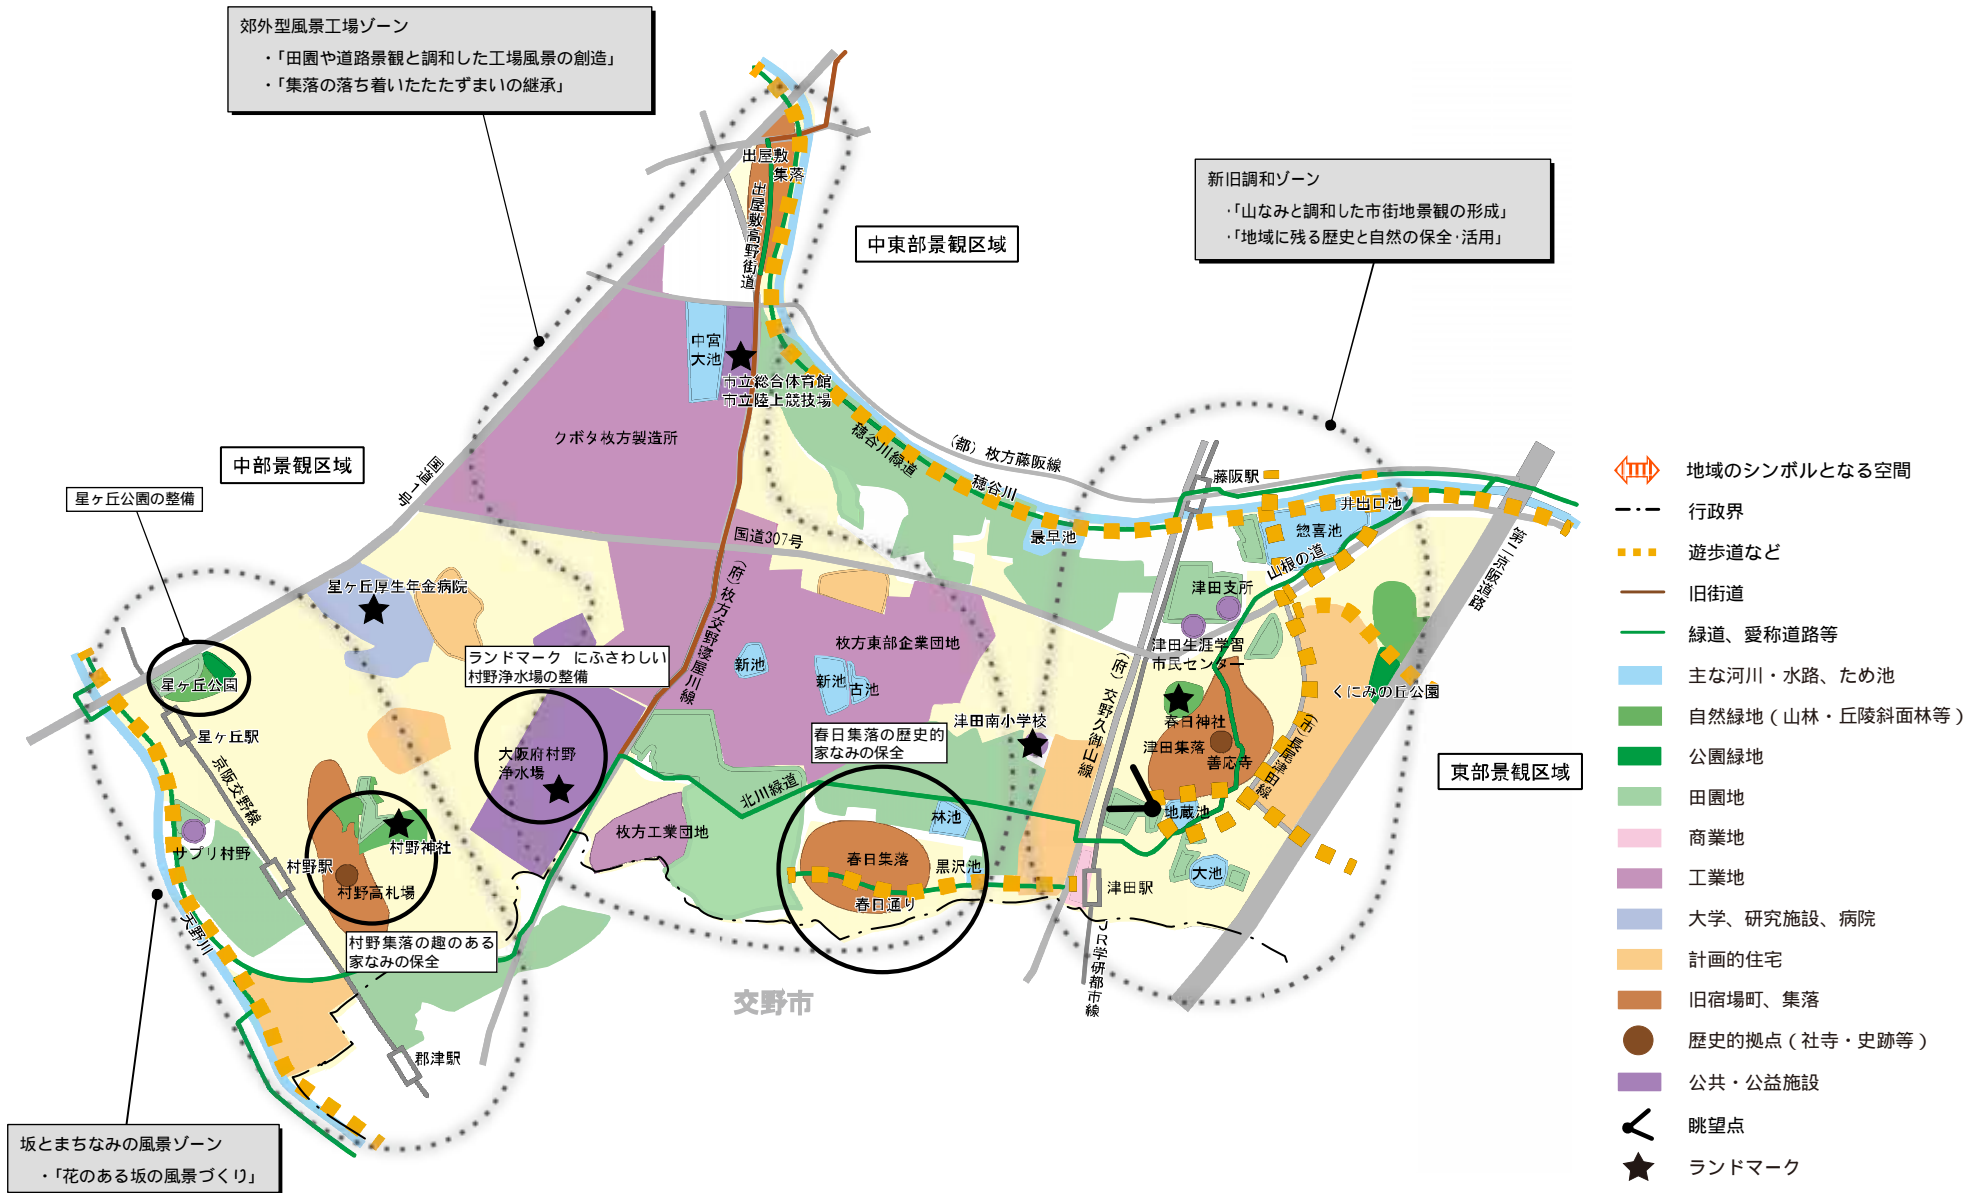 郊外型風景工場ゾーン
・「田園や道路景観と調和した工場風景の創造」
・「集落の落ち着いたたたずまいの継承」
新旧調和ゾーン
・「山なみと調和した市街地景観の形成」
・「地域に残る歴史と自然の保全・活用」
中東部景観区域
中部景観区域
東部景観区域
出屋敷
集落
出屋敷高野街道
中宮
大池
市立総合体育館
市立陸上競技場
クボタ枚方製造所
国道1号
穂谷川緑道
（都）枚方藤阪線
穂谷川
藤阪駅
井出口池
惣喜池
最早池
山根の道
第二京阪道路
国道307号
（府）枚方交野寝屋川線
星ヶ丘公園の整備
星ヶ丘厚生年金病院
ランドマーク にふさわしい
村野浄水場の整備
枚方東部企業団地
新池
新池
古池
津田支所
津田生涯学習
市民センター
くにみの丘公園
星ヶ丘公園
星ヶ丘駅
京阪交野線
大阪府村野
浄水場
春日集落の歴史的
家なみの保全
津田南小学校
（府）交野久御山線
春日神社
津田集落
善応寺
（市）長尾津田線
地蔵池
北川緑道
林池
枚方工業団地
村野神社
サプリ村野
村野駅
村野高札場
春日集落
黒沢池
春日通り
津田駅
大池
天野川
村野集落の趣のある
家なみの保全
JR学研都市線
交野市
郡津駅
坂とまちなみの風景ゾーン
・「花のある坂の風景づくり」
地域のシンボルとなる空間
行政界
遊歩道など
旧街道
緑道、愛称道路等
主な河川・水路、ため池
自然緑地（山林・丘陵斜面林等）
公園緑地
田園地
商業地
工業地
大学、研究施設、病院
計画的住宅
旧宿場町、集落
歴史的拠点（社寺・史跡等）
公共・公益施設
眺望点
ランドマーク